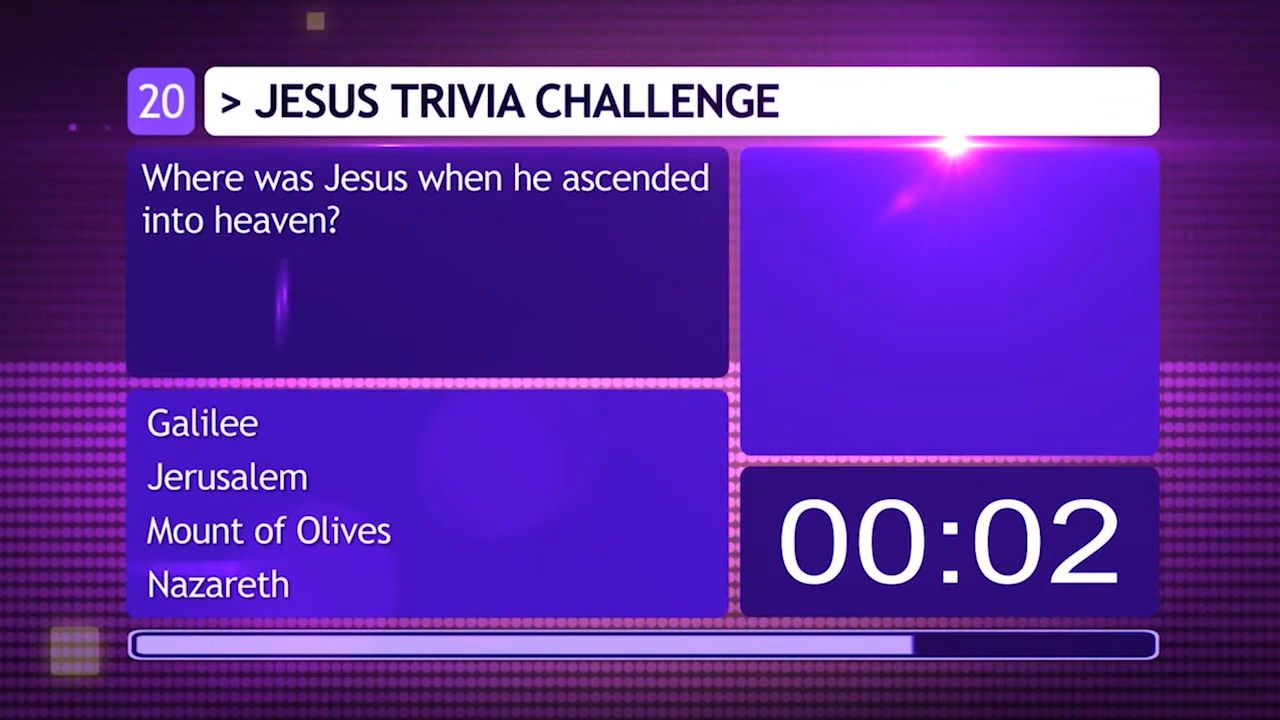 20
> JESUS TRIVIA CHALLENGE
Where was Jesus when he ascended
into heaven?
Galilee
Jerusalem
Mount of Olives
Nazareth
00:02